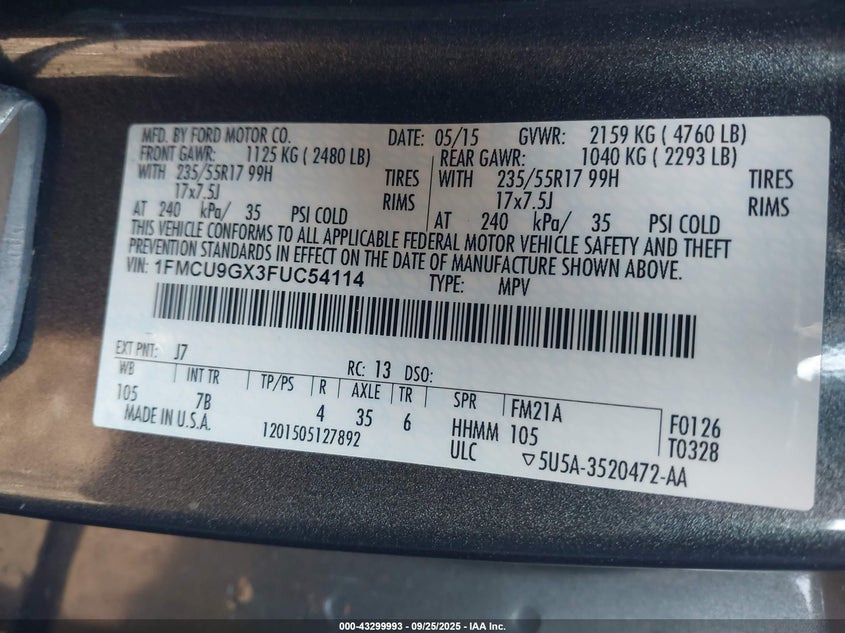 MFD. BY FORD MOTOR CO. DATE: 05/15 GVWR: 2159 KG ( 4760 LB)
FRONT GAWR: 1125 KG ( 2480 LB) REAR GAWR: 1040 KG ( 2293 LB)
WITH 235/55R17 99H TIRES WITH 235/55R17 99H TIRES
17x7.5J RIMS 17x7.5J RIMS
AT 240 kPa/ 35 PSI COLD AT 240 kPa/ 35 PSI COLD
THIS VEHICLE CONFORMS TO ALL APPLICABLE FEDERAL MOTOR VEHICLE SAFETY AND THEFT
PREVENTION STANDARDS IN EFFECT ON THE DATE OF MANUFACTURE SHOWN ABOVE.
VIN: 1FMCU9GX3FUC54114 TYPE: MPV
EXT PNT: J7 RC: 13 DSO:
WB INT TR TP/PS R AXLE TR SPR FM21A F0126
105 7B 4 35 6 HHMM 105 T0328
MADE IN U.S.A. 1201505127892 ULC ▽5U5A-3520472-AA
000-43299993 - 09/25/2025 - IAA Inc.